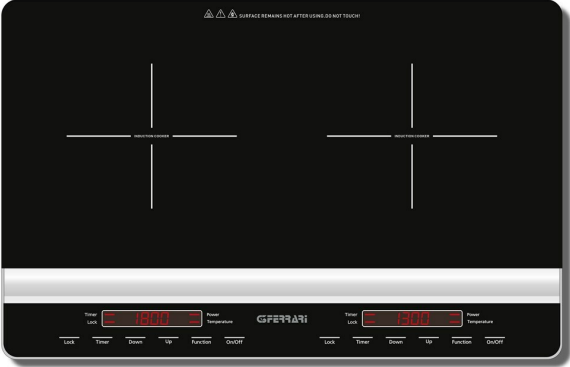 SURFACE REMAINS HOT AFTER USING. DO NOT TOUCH!
INDUCTION COOKER
INDUCTION COOKER
Timer 1800 Power
Lock Temperature
G3FERRARI
Timer 1300 Power
Lock Temperature
Lock Timer Down Up Function On/Off
Lock Timer Down Up Function On/Off